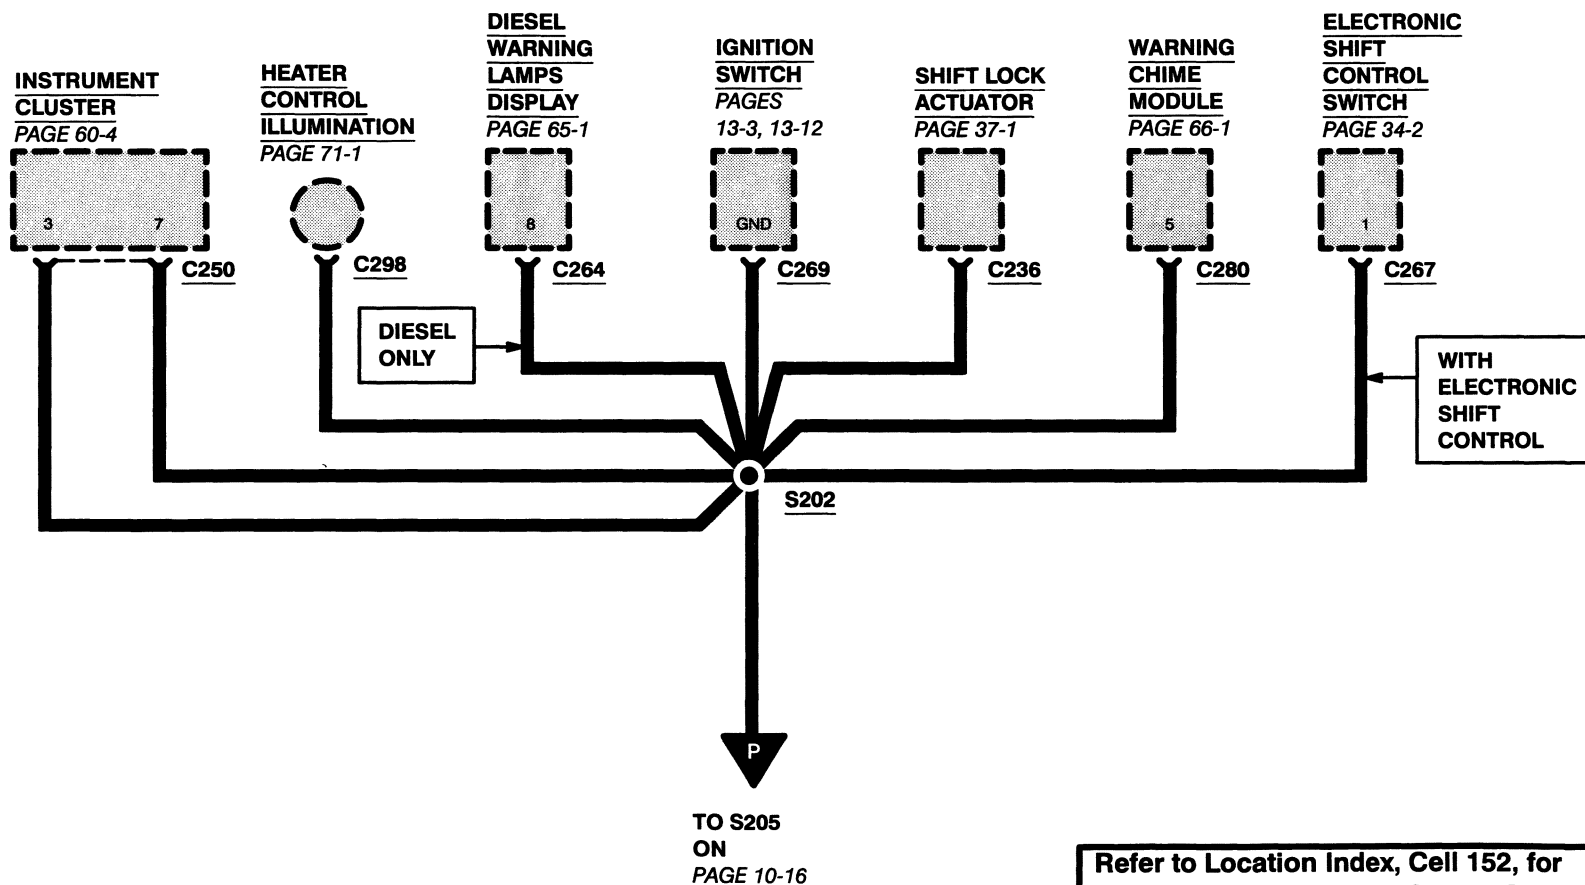 INSTRUMENT
CLUSTER
PAGE 60-4
3
7
C250
HEATER
CONTROL
ILLUMINATION
PAGE 71-1
C298
DIESEL
WARNING
LAMPS
DISPLAY
PAGE 65-1
8
C264
DIESEL
ONLY
IGNITION
SWITCH
PAGES
13-3, 13-12
GND
C269
SHIFT LOCK
ACTUATOR
PAGE 37-1
C236
WARNING
CHIME
MODULE
PAGE 66-1
5
C280
ELECTRONIC
SHIFT
CONTROL
SWITCH
PAGE 34-2
1
C267
WITH
ELECTRONIC
SHIFT
CONTROL
S202
P
TO S205
ON
PAGE 10-16
Refer to Location Index, Cell 152, for